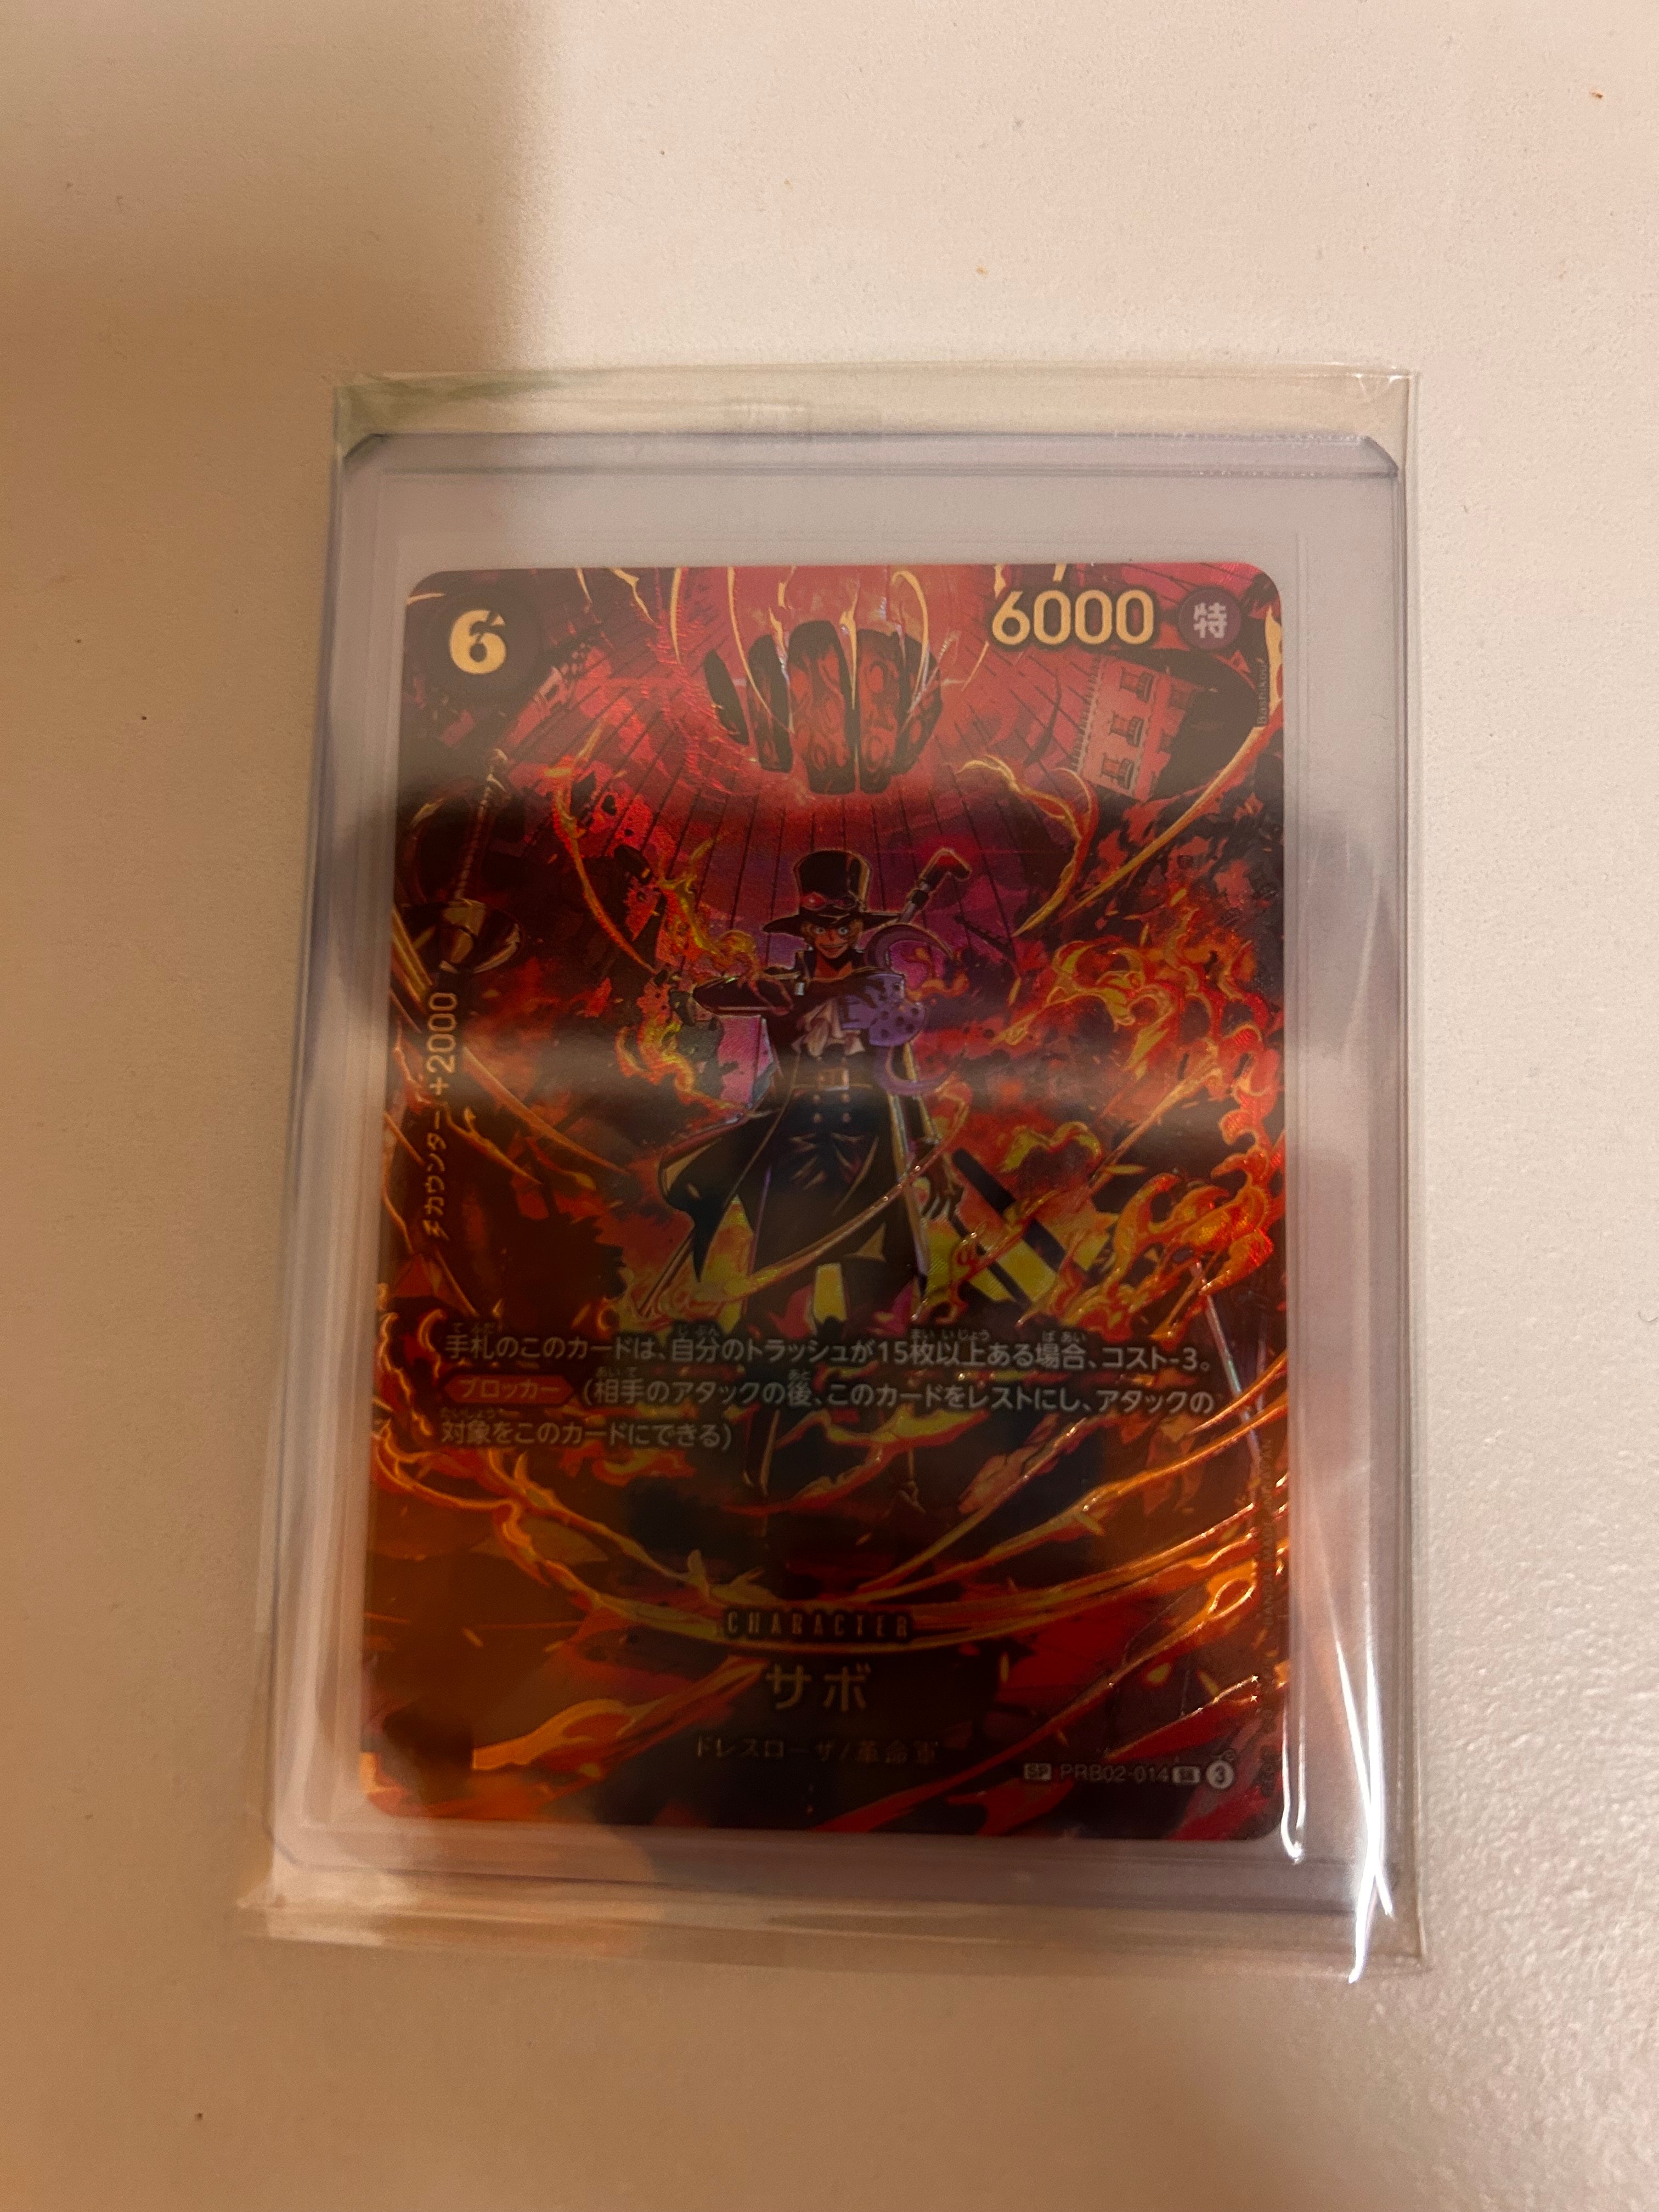 6
6000 特
カウンター+2000
手札のこのカードは、自分のトラッシュが15枚以上ある場合、コスト-3。
ブロッカー (相手のアタックの後、このカードをレストにし、アタックの
対象をこのカードにできる)
CHARACTER
サボ
ドレスローザ/革命軍
SP PRB02-014 SR 3